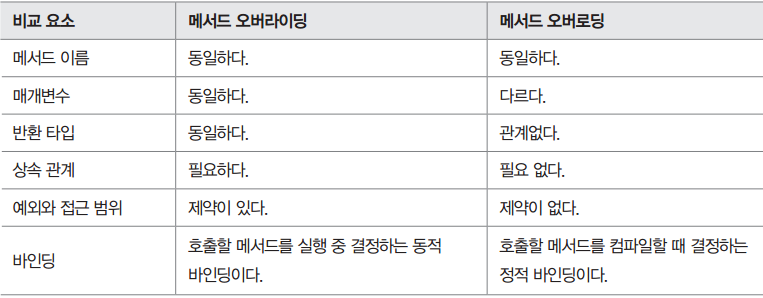 비교 요소 메서드 오버라이딩 메서드 오버로딩
메서드 이름 동일하다. 동일하다.
매개변수 동일하다. 다르다.
반환 타입 동일하다. 관계없다.
상속 관계 필요하다. 필요 없다.
예외와 접근 범위 제약이 있다. 제약이 없다.
바인딩
호출할 메서드를 실행 중 결정하는 동적
바인딩이다.
호출할 메서드를 컴파일할 때 결정하는
정적 바인딩이다.